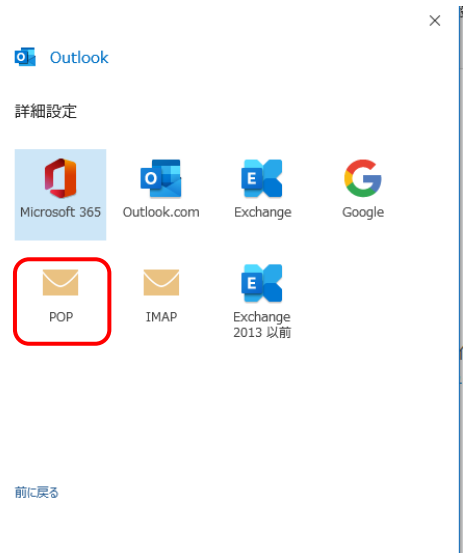 Outlook
詳細設定
Microsoft 365
Outlook.com
Exchange
Google
POP
IMAP
Exchange
2013 以前
前に戻る